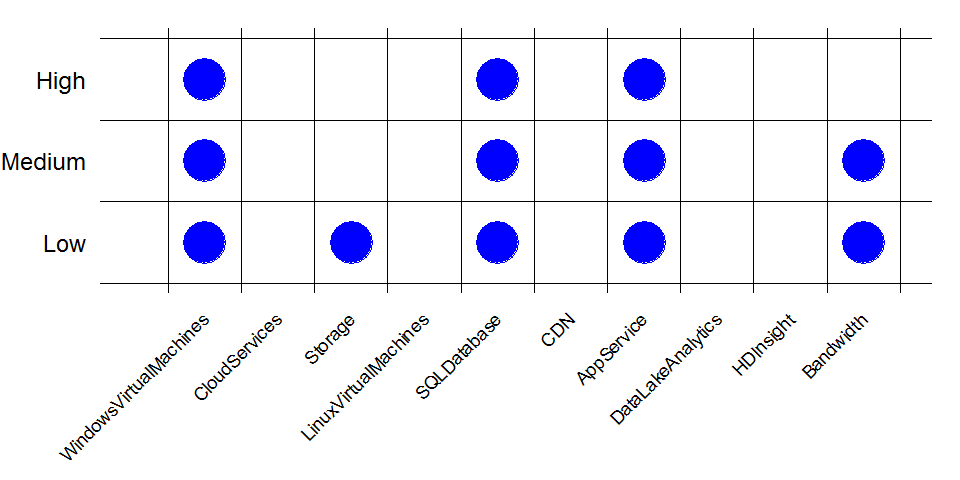 High
Medium
Low
WindowsVirtualMachines
CloudServices
Storage
LinuxVirtualMachines
SQLDatabase
CDN
AppService
DataLakeAnalytics
HDInsight
Bandwidth